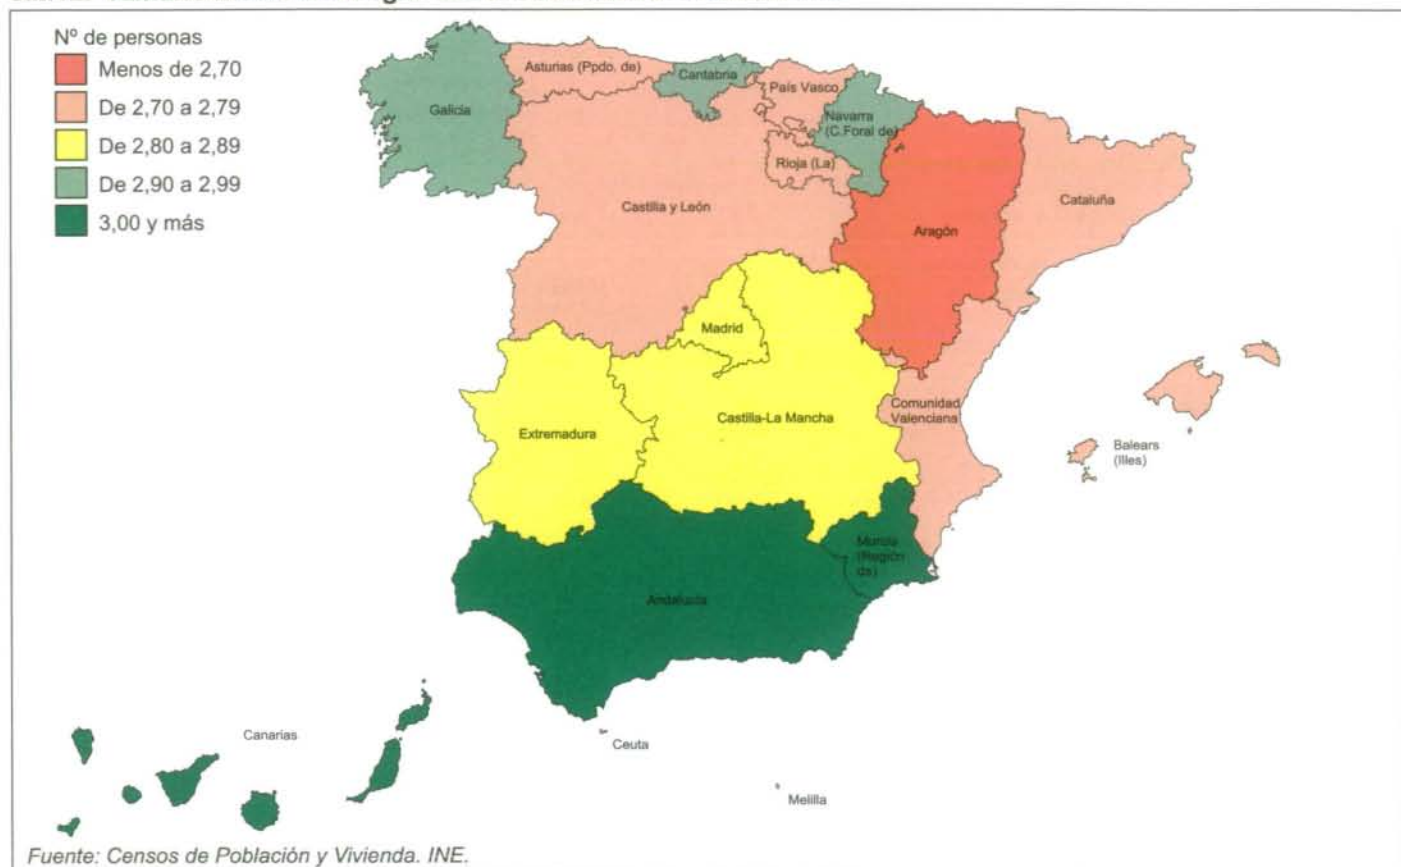 Nº de personas
Menos de 2,70
De 2,70 a 2,79
De 2,80 a 2,89
De 2,90 a 2,99
3,00 y más
Galicia
Asturias (Ppdo. de)
Cantabria
País Vasco
Navarra
(C.Foral de)
Rioja (La)
Castilla y León
Aragón
Cataluña
Madrid
Comunidad
Valenciana
Castilla-La Mancha
Extremadura
Balears
(Illes)
Murcia
(Región
de)
Andalucía
Canarias
Ceuta
Melilla
Fuente: Censos de Población y Vivienda. INE.